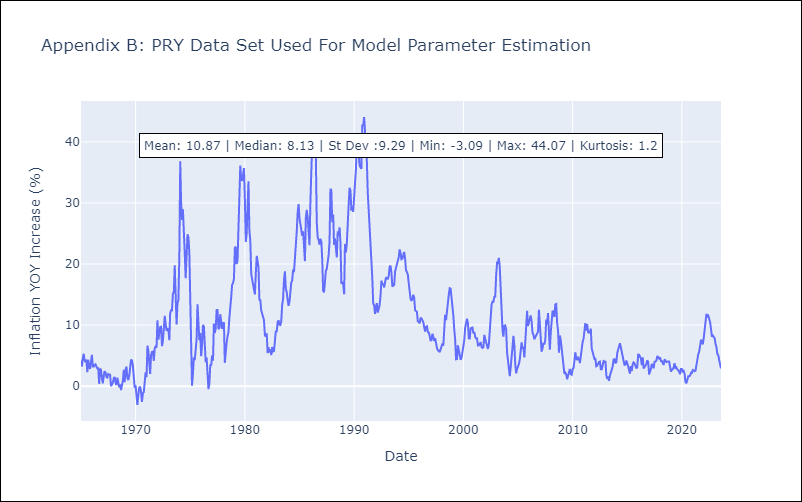 Appendix B: PRY Data Set Used For Model Parameter Estimation
Mean: 10.87 | Median: 8.13 | St Dev :9.29 | Min: -3.09 | Max: 44.07 | Kurtosis: 1.2
Inflation YOY Increase (%)
40
30
20
10
0
1970 1980 1990 2000 2010 2020
Date